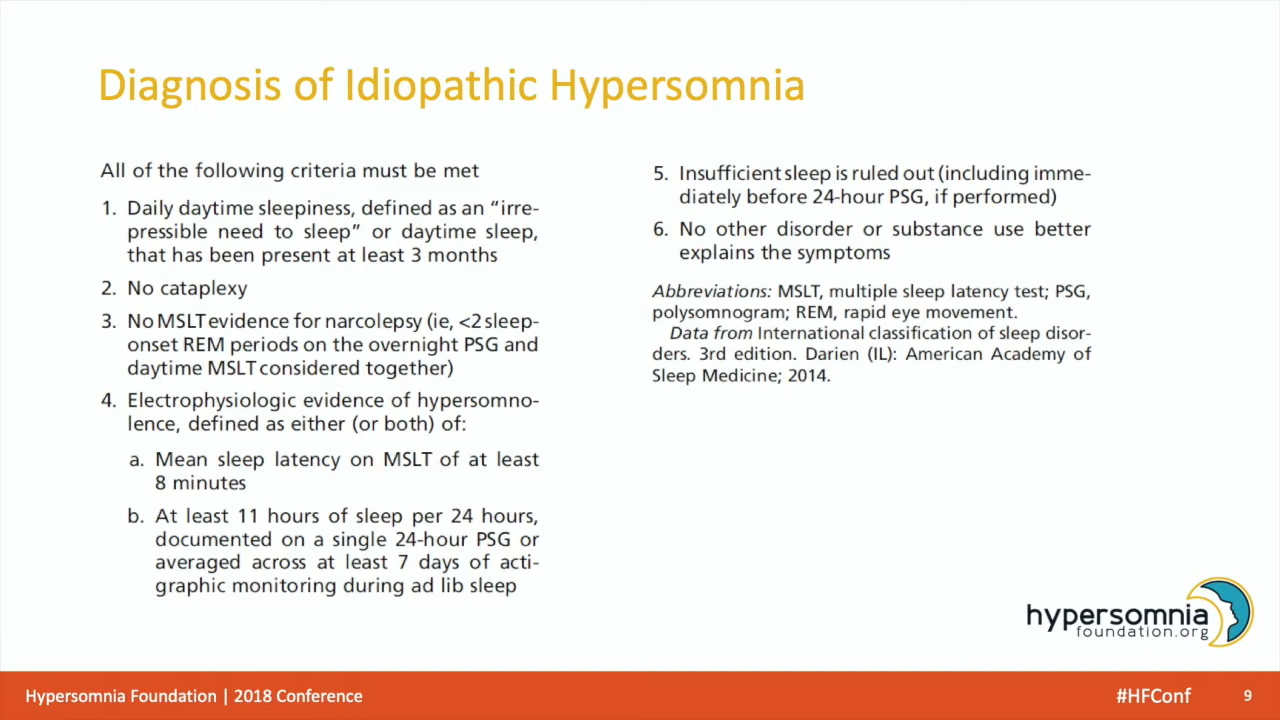 Diagnosis of Idiopathic Hypersomnia
All of the following criteria must be met
1. Daily daytime sleepiness, defined as an “irre-
pressible need to sleep” or daytime sleep,
that has been present at least 3 months
2. No cataplexy
3. No MSLT evidence for narcolepsy (ie, <2 sleep-
onset REM periods on the overnight PSG and
daytime MSLT considered together)
4. Electrophysiologic evidence of hypersomno-
lence, defined as either (or both) of:
a. Mean sleep latency on MSLT of at least
8 minutes
b. At least 11 hours of sleep per 24 hours,
documented on a single 24-hour PSG or
averaged across at least 7 days of acti-
graphic monitoring during ad lib sleep
5. Insufficient sleep is ruled out (including imme-
diately before 24-hour PSG, if performed)
6. No other disorder or substance use better
explains the symptoms
Abbreviations: MSLT, multiple sleep latency test; PSG,
polysomnogram; REM, rapid eye movement.
Data from International classification of sleep disor-
ders. 3rd edition. Darien (IL): American Academy of
Sleep Medicine; 2014.
hypersomnia
foundation.org
Hypersomnia Foundation | 2018 Conference
#HFConf
9